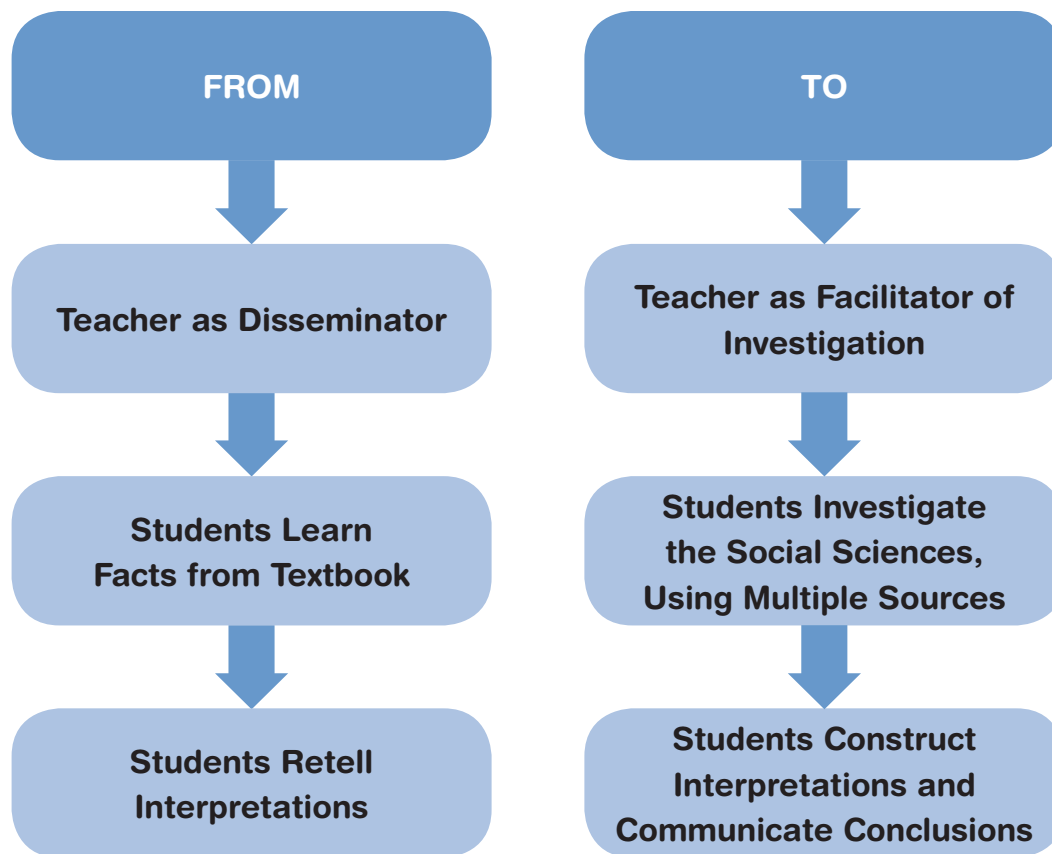 FROM
Teacher as Disseminator
Students Learn
Facts from Textbook
Students Retell
Interpretations
TO
Teacher as Facilitator of
Investigation
Students Investigate
the Social Sciences,
Using Multiple Sources
Students Construct
Interpretations and
Communicate Conclusions